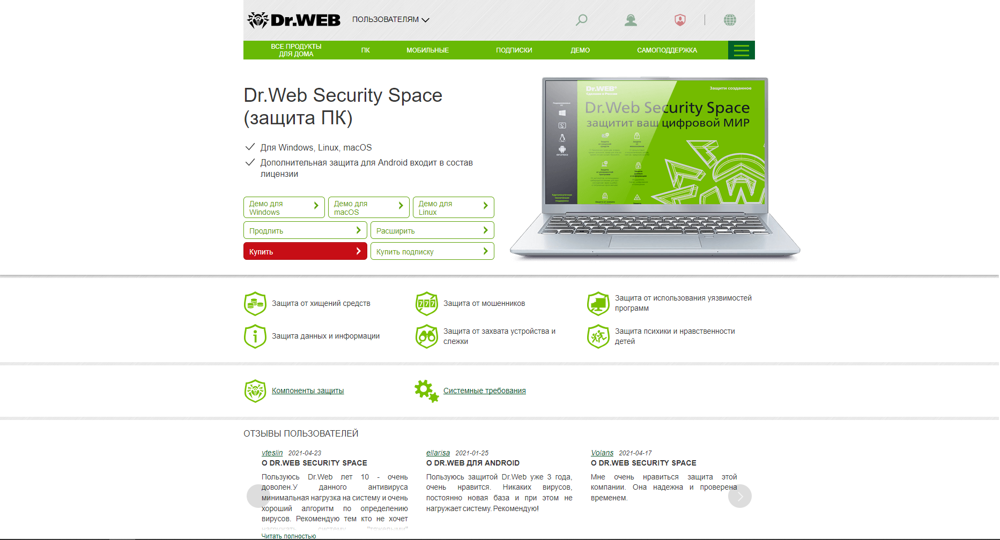 Dr.WEB
ПОЛЬЗОВАТЕЛЯМ
ВСЕ ПРОДУКТЫ
ДЛЯ ДОМА
ПК
МОБИЛЬНЫЕ
ПОДПИСКИ
ДЕМО
САМОПОДДЕРЖКА
Dr.Web Security Space
(защита ПК)
Для Windows, Linux, macOS
Дополнительная защита для Android входит в состав
лицензии
Демо для
Windows
Демо для
macOS
Демо для
Linux
Продлить
Расширить
Купить
Купить подписку
Dr.WEB®
Сделано в России
Защити созданное
Dr.Web Security Space
защитит ваш цифровой МИР
Защита от хищений средств
Защита от мошенников
777
Защита от использования уязвимостей
программ
Защита данных и информации
Защита от захвата устройства и
слежки
Защита психики и нравственности
детей
Компоненты защиты
Системные требования
ОТЗЫВЫ ПОЛЬЗОВАТЕЛЕЙ
vteslin 2021-04-23
О DR.WEB SECURITY SPACE
Пользуюсь Dr.Web лет 10 - очень
доволен.У данного антивируса
минимальная нагрузка на систему и очень
хороший алгоритм по определению
вирусов. Рекомендую тем кто не хочет
нагружать систему "тяжелыми"
Читать полностью
ellarisa 2021-01-25
О DR.WEB ДЛЯ ANDROID
Пользуюсь защитой Dr.Web уже 3 года,
очень нравится. Никаких вирусов,
постоянно новая база и при этом не
нагружает систему. Рекомендую!
Volans 2021-04-17
О DR.WEB SECURITY SPACE
Мне очень нравиться защита этой
компании. Она надежна и проверена
временем.